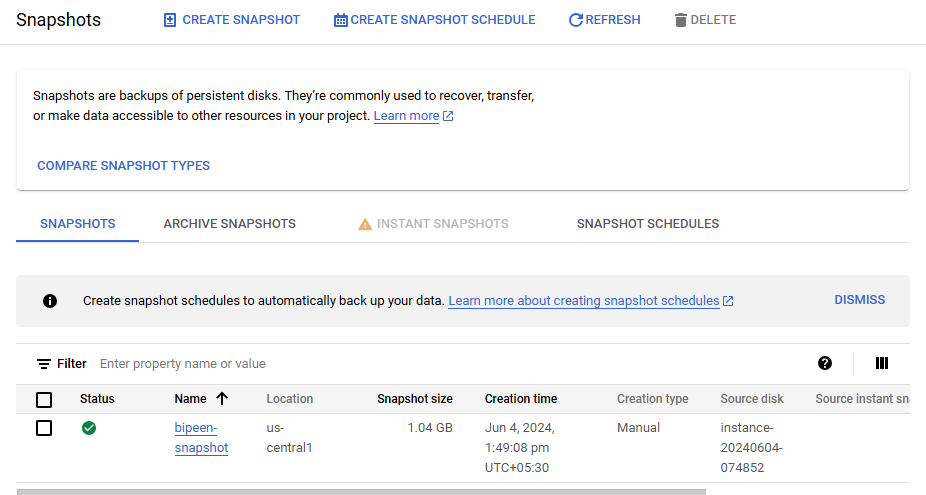 Snapshots CREATE SNAPSHOT CREATE SNAPSHOT SCHEDULE REFRESH DELETE
Snapshots are backups of persistent disks. They're commonly used to recover, transfer,
or make data accessible to other resources in your project. Learn more
COMPARE SNAPSHOT TYPES
SNAPSHOTS ARCHIVE SNAPSHOTS INSTANT SNAPSHOTS SNAPSHOT SCHEDULES
Create snapshot schedules to automatically back up your data. Learn more about creating snapshot schedules DISMISS
Filter Enter property name or value
Status Name Location Snapshot size Creation time Creation type Source disk Source instant sna
bipeen- us- 1.04 GB Jun 4, 2024, Manual instance-
snapshot central1 1:49:08 pm 20240604-
UTC+05:30 074852